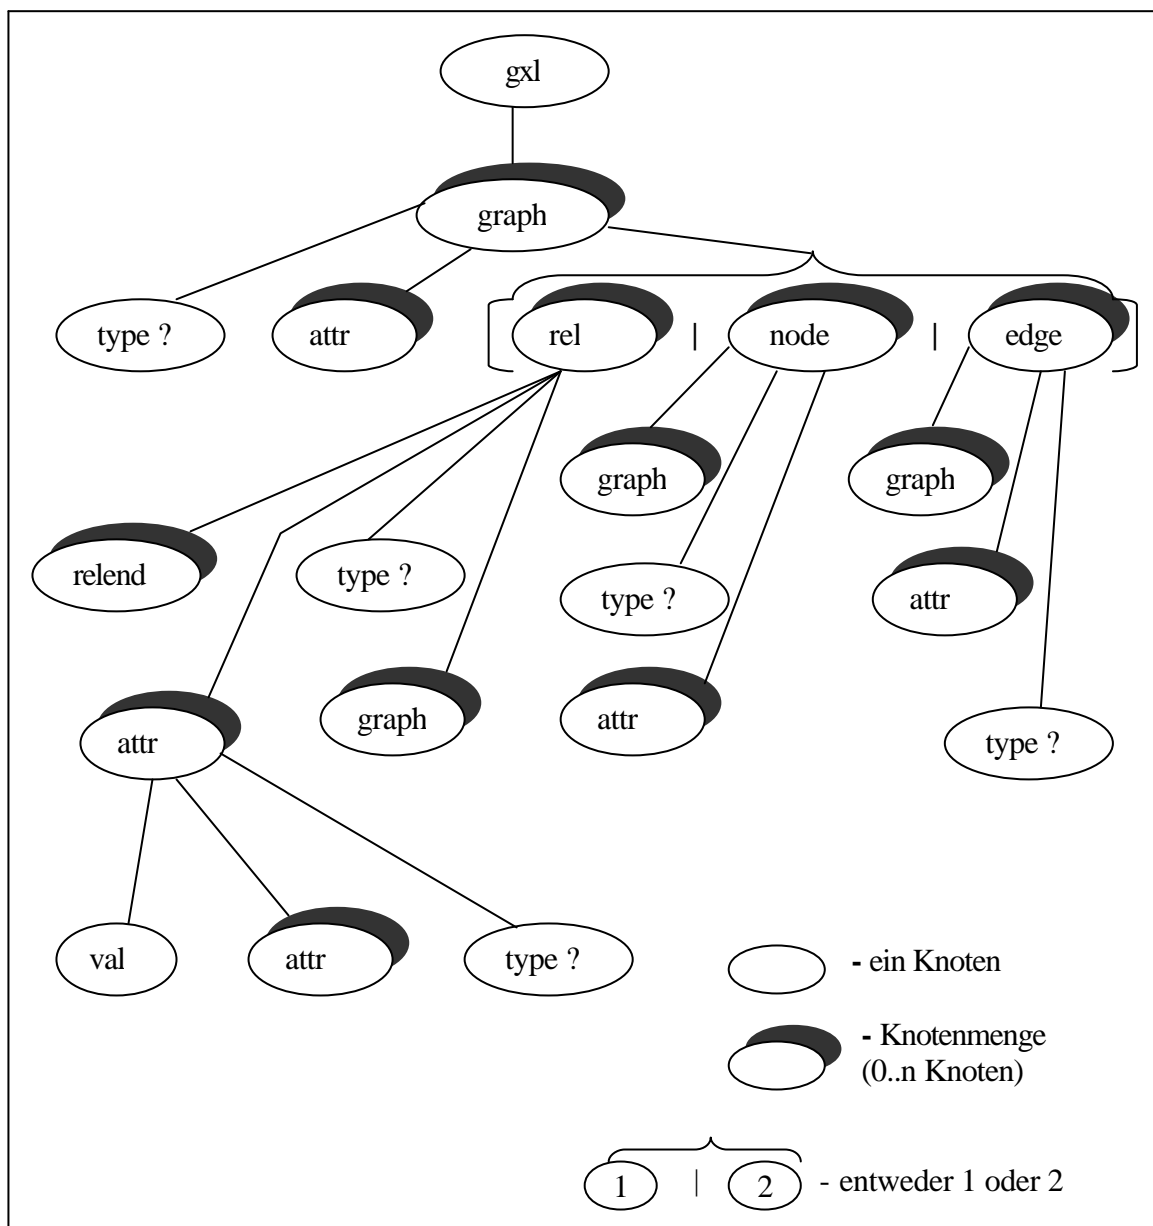 gxl
graph
type ?
attr
rel | node | edge
graph
graph
relend
type ?
type ?
attr
attr
graph
attr
type ?
val
attr
type ?
- ein Knoten
- Knotenmenge
(0..n Knoten)
1 | 2 - entweder 1 oder 2